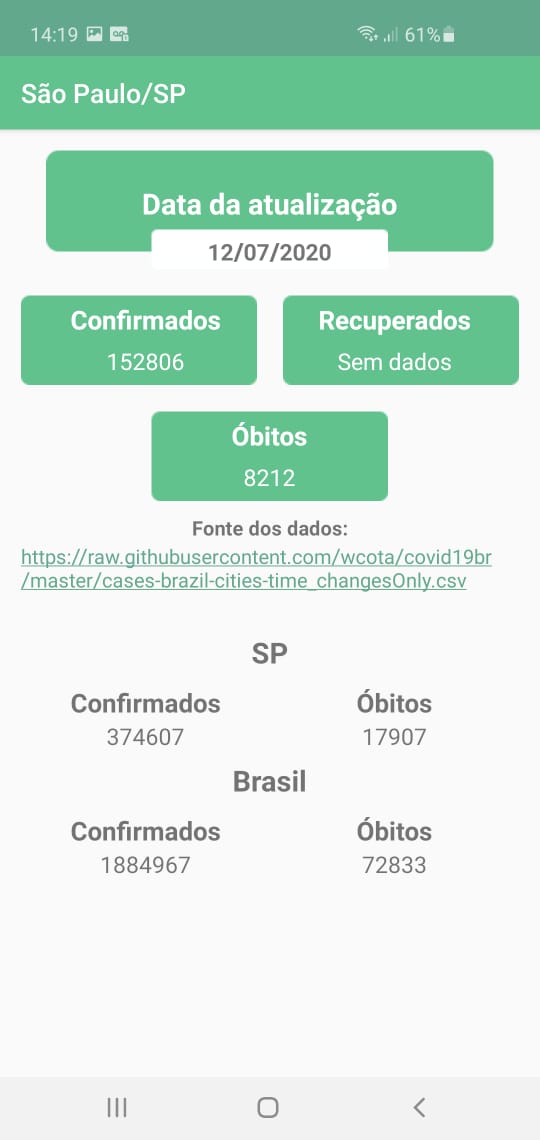 14:19 61%
São Paulo/SP
Data da atualização
12/07/2020
Confirmados Recuperados
152806 Sem dados
Óbitos
8212
Fonte dos dados:
https://raw.githubusercontent.com/wcota/covid19br
/master/cases-brazil-cities-time_changesOnly.csv
SP
Confirmados Óbitos
374607 17907
Brasil
Confirmados Óbitos
1884967 72833